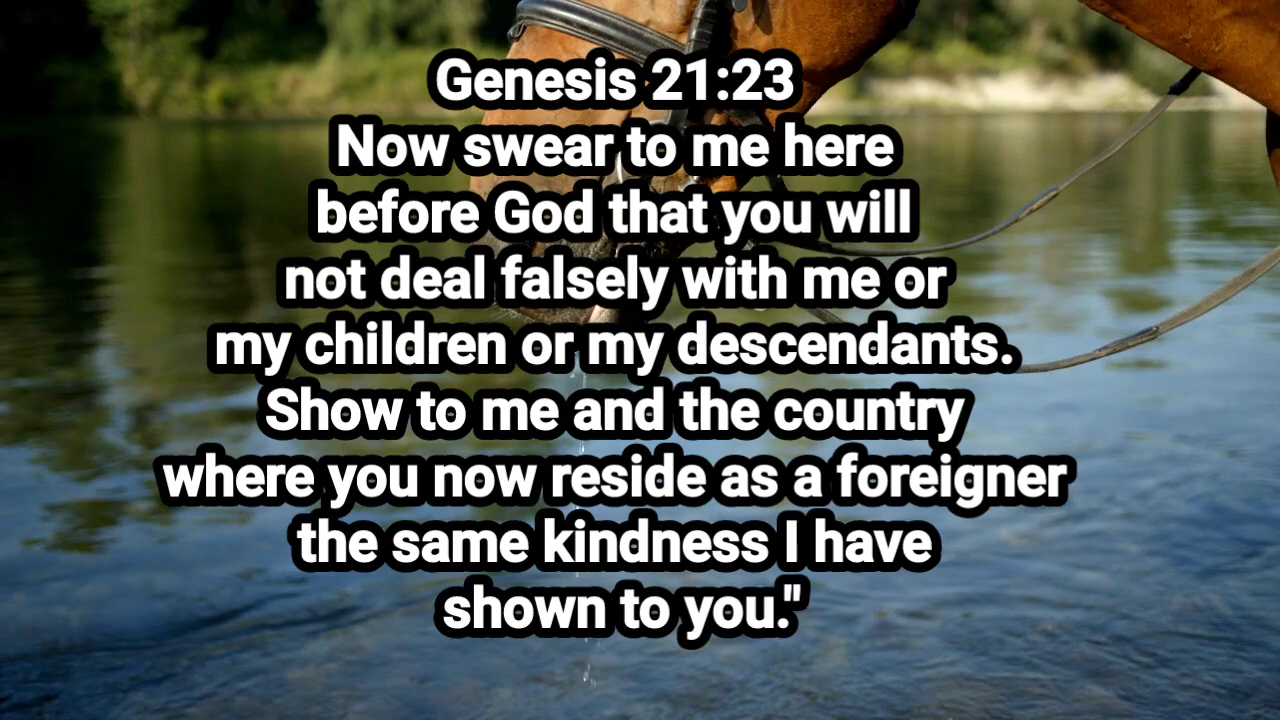 Genesis 21:23
Now swear to me here
before God that you will
not deal falsely with me or
my children or my descendants.
Show to me and the country
where you now reside as a foreigner
the same kindness I have
shown to you."